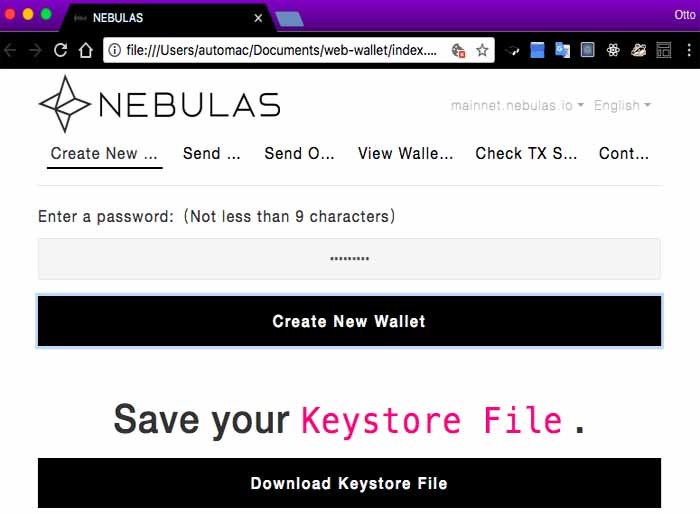 NEBULAS
Otto
file:///Users/automac/Documents/web-wallet/index....
NEBULAS
mainnet.nebulas.io English
Create New ... Send ... Send O... View Walle... Check TX S... Cont...
Enter a password:（Not less than 9 characters）
•••••••••
Create New Wallet
Save your Keystore File .
Download Keystore File